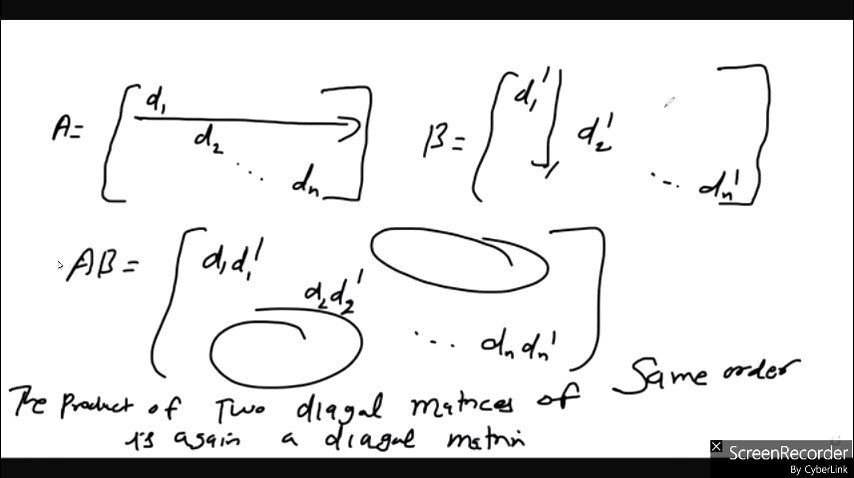 A = [ d₁ d₂ ... dₙ ] B = [ d₁' d₂' ... dₙ' ]
AB = [ d₁d₁' d₂d₂' ... dₙdₙ' ]
The Product of Two diagal matrices of Same order
is again a diagal matrix
ScreenRecorder
By CyberLink